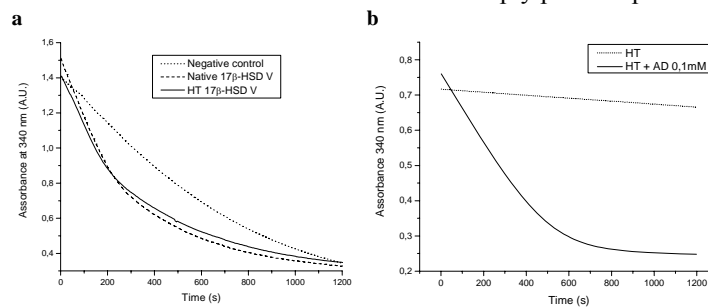 a
1,6
1,4
1,2
1,0
0,8
0,6
0,4
Assorbance at 340 nm (A.U.)
0 200 400 600 800 1000 1200
Time (s)
Negative control
Native 17β-HSD V
HT 17β-HSD V
b
0,8
0,7
0,6
0,5
0,4
0,3
0,2
Assorbance 340 nm (A.U.)
0 200 400 600 800 1000 1200
Time (s)
HT
HT + AD 0,1mM